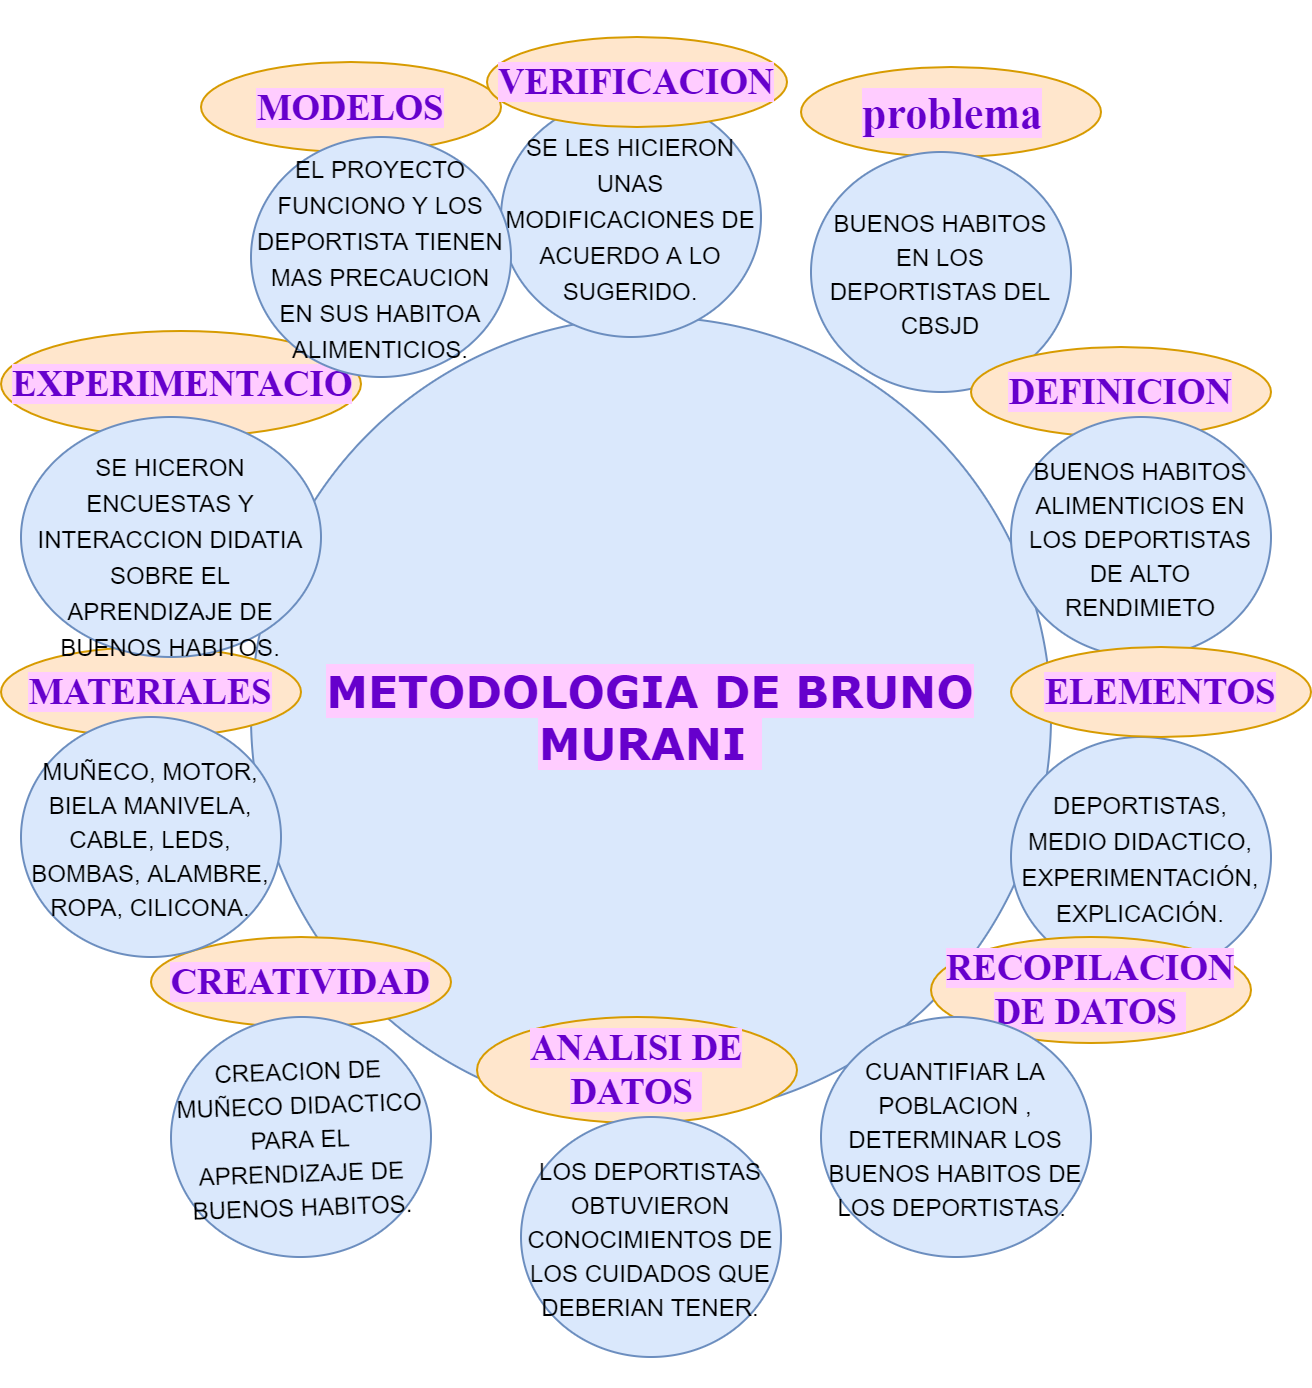 METODOLOGIA DE BRUNO
MURANI
problema
BUENOS HABITOS
EN LOS
DEPORTISTAS DEL
CBSJD
DEFINICION
BUENOS HABITOS
ALIMENTICIOS EN
LOS DEPORTISTAS
DE ALTO
RENDIMIETO
ELEMENTOS
DEPORTISTAS,
MEDIO DIDACTICO,
EXPERIMENTACIÓN,
EXPLICACIÓN.
RECOPILACION
DE DATOS
CUANTIFIAR LA
POBLACION ,
DETERMINAR LOS
BUENOS HABITOS DE
LOS DEPORTISTAS.
ANALISI DE
DATOS
LOS DEPORTISTAS
OBTUVIERON
CONOCIMIENTOS DE
LOS CUIDADOS QUE
DEBERIAN TENER.
CREATIVIDAD
CREACION DE
MUÑECO DIDACTICO
PARA EL
APRENDIZAJE DE
BUENOS HABITOS.
MATERIALES
MUÑECO, MOTOR,
BIELA MANIVELA,
CABLE, LEDS,
BOMBAS, ALAMBRE,
ROPA, CILICONA.
EXPERIMENTACIO
SE HICERON
ENCUESTAS Y
INTERACCION DIDATIA
SOBRE EL
APRENDIZAJE DE
BUENOS HABITOS.
MODELOS
EL PROYECTO
FUNCIONO Y LOS
DEPORTISTA TIENEN
MAS PRECAUCION
EN SUS HABITOA
ALIMENTICIOS.
VERIFICACION
SE LES HICIERON
UNAS
MODIFICACIONES DE
ACUERDO A LO
SUGERIDO.